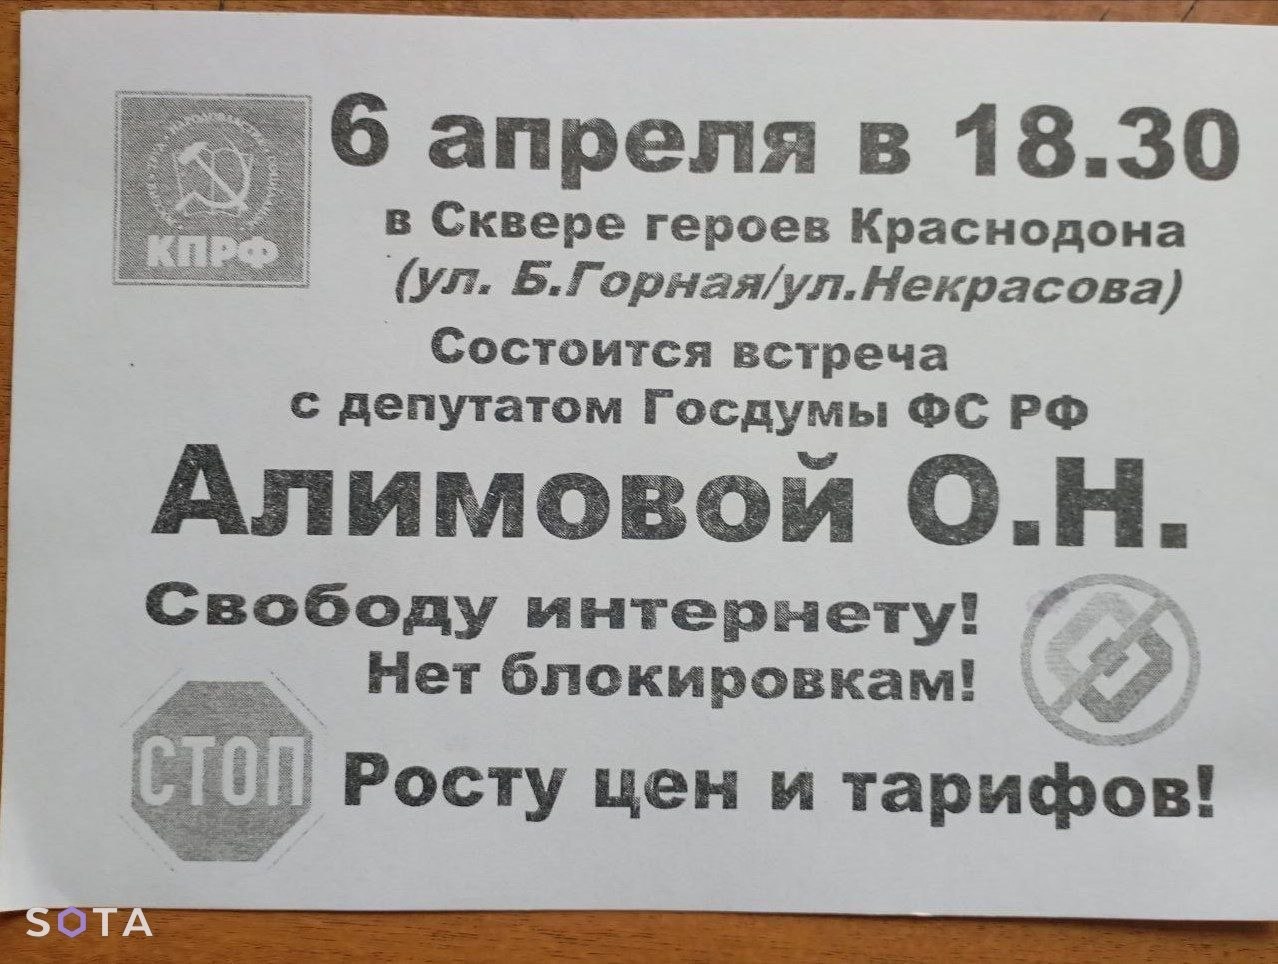 6 апреля в 18.30
в Сквере героев Краснодона
(ул. Б.Горная/ул.Некрасова)
Состоится встреча
с депутатом Госдумы ФС РФ
Алимовой О.Н.
Свободу интернету!
Нет блокировкам!
СТОП Росту цен и тарифов!
КПРФ
НАРОДОВЛАСТИЕ
SOTA